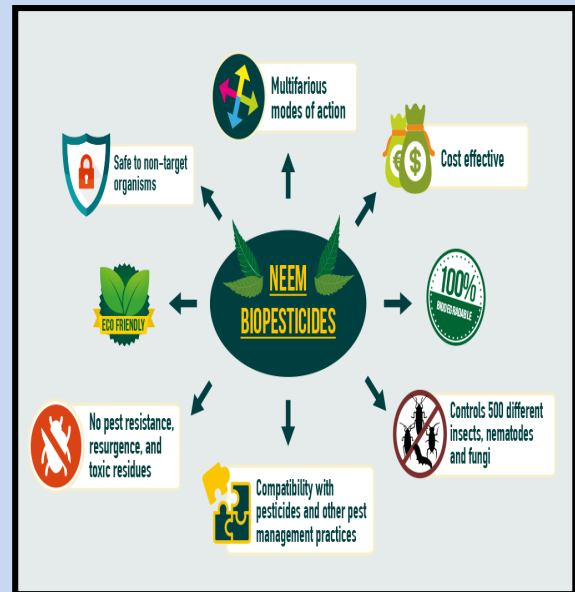 Multifarious
modes of action
Safe to non-target
organisms
€
$
Cost effective
NEEM
BIOPESTICIDES
ECO FRIENDLY
100%
BIODEGRADABLE
No pest resistance,
resurgence, and
toxic residues
Controls 500 different
insects, nematodes
and fungi
Compatibility with
pesticides and other pest
management practices